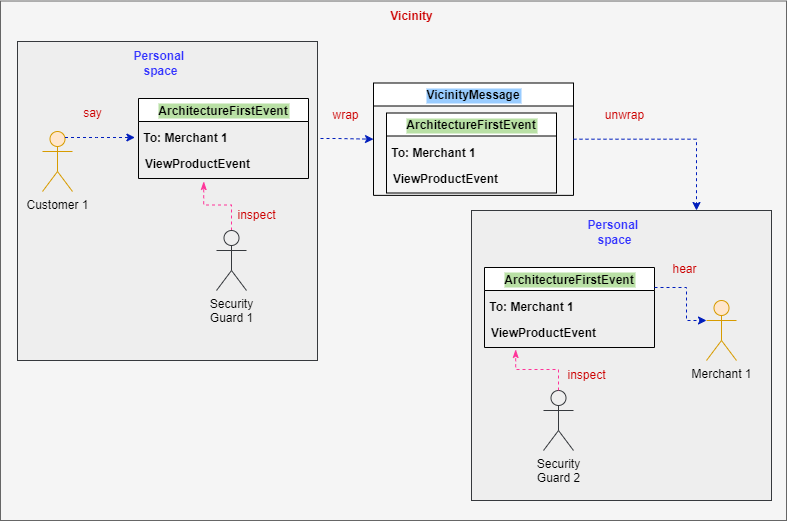 Vicinity
Personal
space
say
ArchitectureFirstEvent
To: Merchant 1
ViewProductEvent
Customer 1
inspect
Security
Guard 1
wrap
VicinityMessage
ArchitectureFirstEvent
To: Merchant 1
ViewProductEvent
unwrap
Personal
space
ArchitectureFirstEvent
To: Merchant 1
ViewProductEvent
hear
Merchant 1
inspect
Security
Guard 2